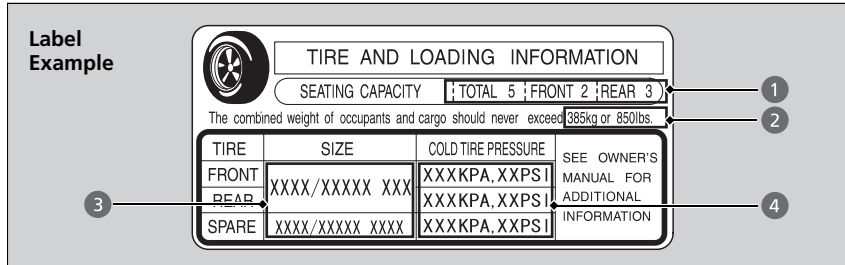 Label
Example
TIRE AND LOADING INFORMATION
SEATING CAPACITY TOTAL 5 FRONT 2 REAR 3
1
The combined weight of occupants and cargo should never exceed 385kg or 850lbs.
2
TIRE SIZE COLD TIRE PRESSURE
SEE OWNER'S
MANUAL FOR
ADDITIONAL
INFORMATION
FRONT XXXX/XXXXX XXX XXXKPA,XXPSI
REAR XXXKPA,XXPSI
SPARE XXXX/XXXXX XXXX XXXKPA,XXPSI
3
4